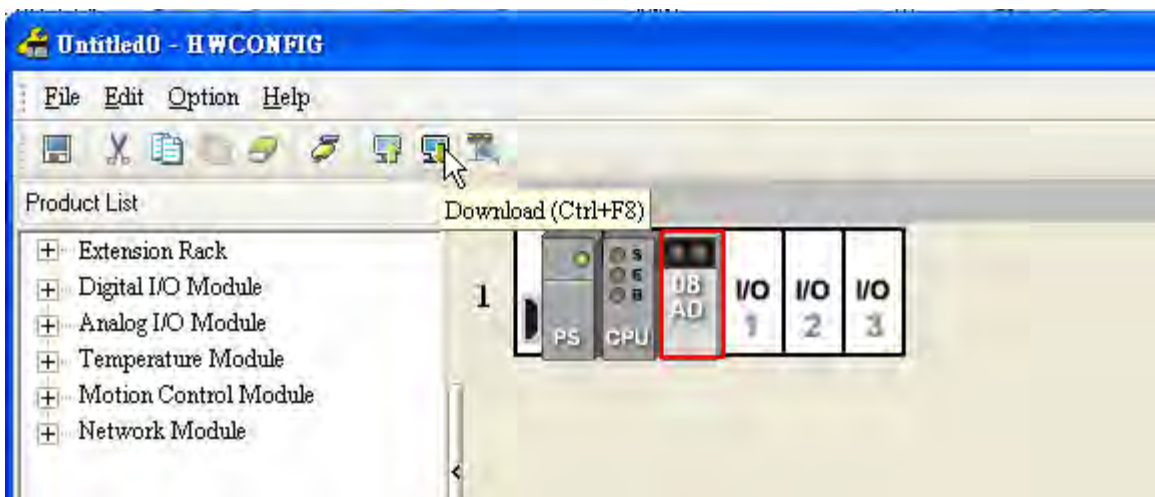 Untitled0 - HWCONFIG
File Edit Option Help
Product List
Download (Ctrl+F8)
Extension Rack
Digital I/O Module
Analog I/O Module
Temperature Module
Motion Control Module
Network Module
1
PS
CPU
08
AD
I/O
1
I/O
2
I/O
3